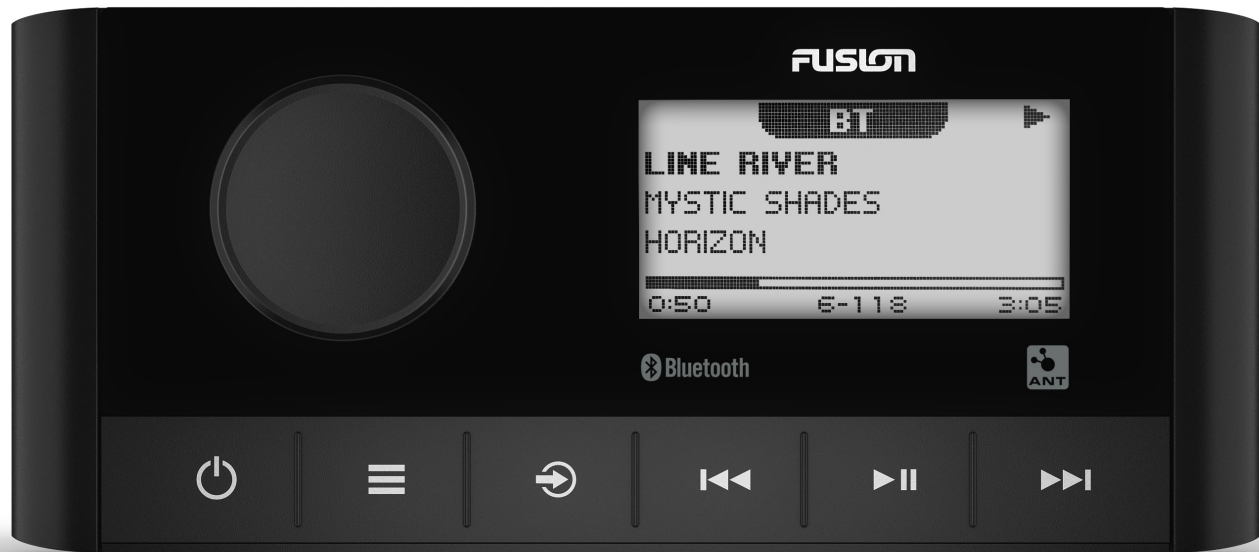 FUSION
BT
LINE RIVER
MYSTIC SHADES
HORIZON
0:50 6-118 3:05
Bluetooth
ANT